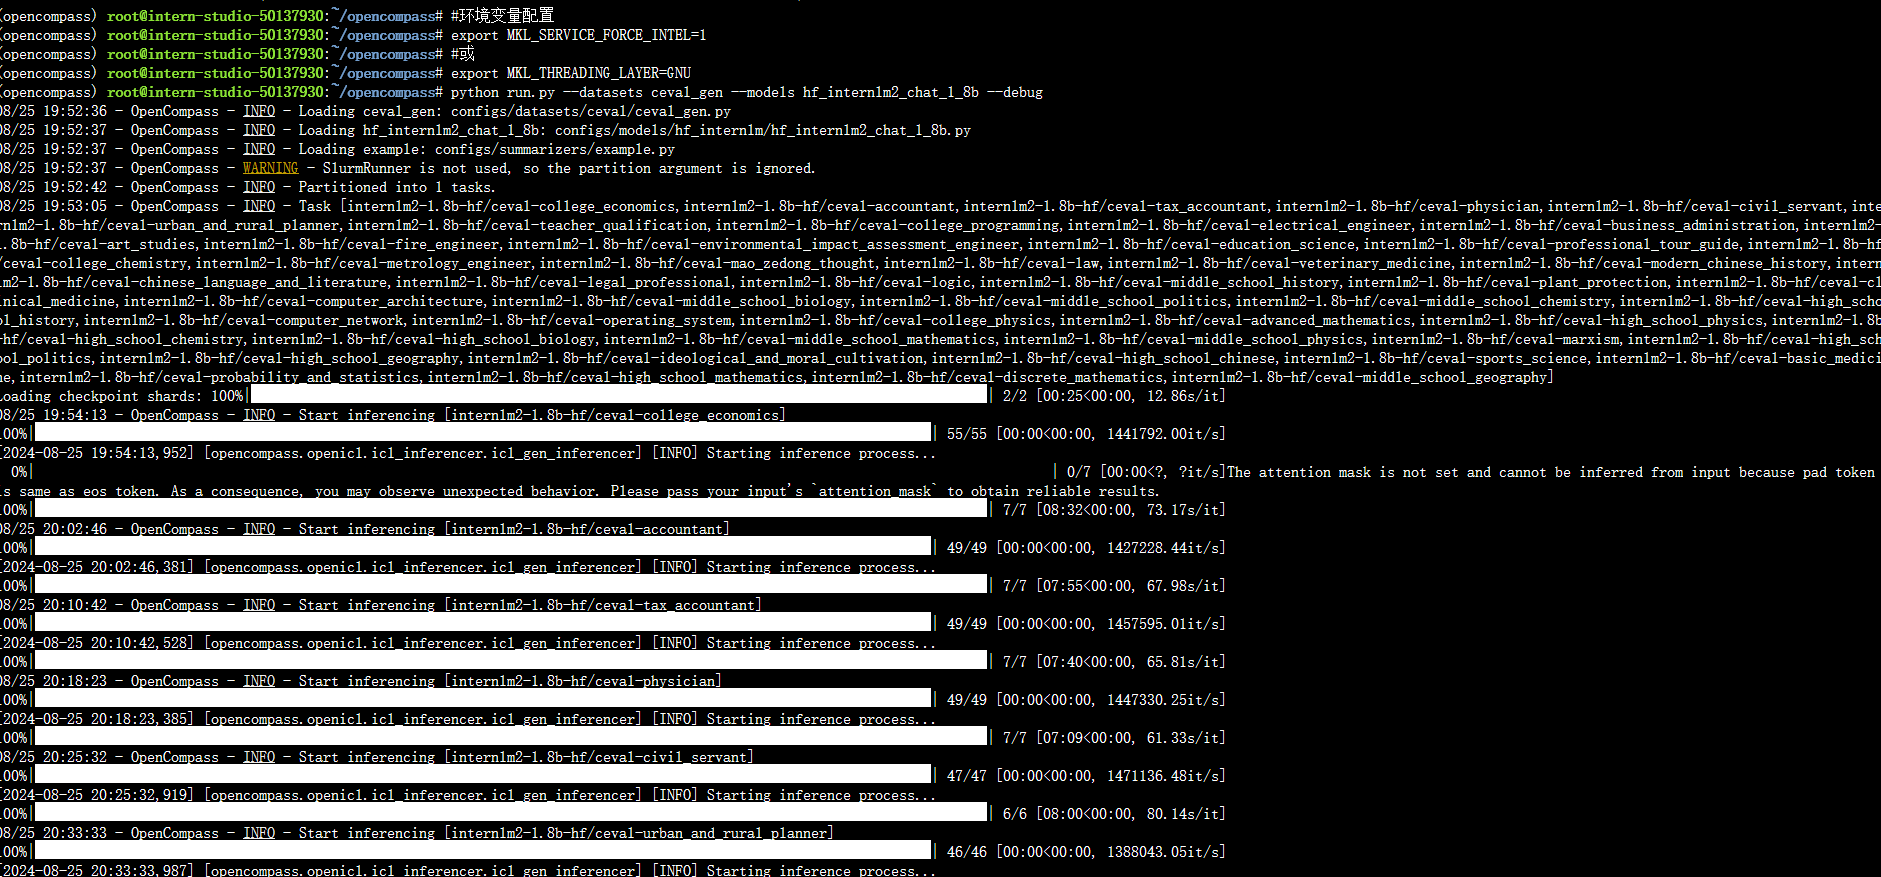 (opencompass) root@intern-studio-50137930:~/opencompass# #环境变量配置
(opencompass) root@intern-studio-50137930:~/opencompass# export MKL_SERVICE_FORCE_INTEL=1
(opencompass) root@intern-studio-50137930:~/opencompass# #或
(opencompass) root@intern-studio-50137930:~/opencompass# export MKL_THREADING_LAYER=GNU
(opencompass) root@intern-studio-50137930:~/opencompass# python run.py --datasets ceval_gen --models hf_internlm2_chat_1_8b --debug
08/25 19:52:36 - OpenCompass - INFO - Loading ceval_gen: configs/datasets/ceval/ceval_gen.py
08/25 19:52:37 - OpenCompass - INFO - Loading hf_internlm2_chat_1_8b: configs/models/hf_internlm/hf_internlm2_chat_1_8b.py
08/25 19:52:37 - OpenCompass - INFO - Loading example: configs/summarizers/example.py
08/25 19:52:37 - OpenCompass - WARNING - SlurmRunner is not used, so the partition argument is ignored.
08/25 19:52:42 - OpenCompass - INFO - Partitioned into 1 tasks.
08/25 19:53:05 - OpenCompass - INFO - Task [internlm2-1.8b-hf/ceval-college_economics,internlm2-1.8b-hf/ceval-accountant,internlm2-1.8b-hf/ceval-tax_accountant,internlm2-1.8b-hf/ceval-physician,internlm2-1.8b-hf/ceval-civil_servant,inte
rnlm2-1.8b-hf/ceval-urban_and_rural_planner,internlm2-1.8b-hf/ceval-teacher_qualification,internlm2-1.8b-hf/ceval-college_programming,internlm2-1.8b-hf/ceval-electrical_engineer,internlm2-1.8b-hf/ceval-business_administration,internlm2-
1.8b-hf/ceval-art_studies,internlm2-1.8b-hf/ceval-fire_engineer,internlm2-1.8b-hf/ceval-environmental_impact_assessment_engineer,internlm2-1.8b-hf/ceval-education_science,internlm2-1.8b-hf/ceval-professional_tour_guide,internlm2-1.8b-hf
/ceval-college_chemistry,internlm2-1.8b-hf/ceval-metrology_engineer,internlm2-1.8b-hf/ceval-mao_zedong_thought,internlm2-1.8b-hf/ceval-law,internlm2-1.8b-hf/ceval-veterinary_medicine,internlm2-1.8b-hf/ceval-modern_chinese_history,intern
lm2-1.8b-hf/ceval-chinese_language_and_literature,internlm2-1.8b-hf/ceval-legal_professional,internlm2-1.8b-hf/ceval-logic,internlm2-1.8b-hf/ceval-middle_school_history,internlm2-1.8b-hf/ceval-plant_protection,internlm2-1.8b-hf/ceval-cl
inical_medicine,internlm2-1.8b-hf/ceval-computer_architecture,internlm2-1.8b-hf/ceval-middle_school_biology,internlm2-1.8b-hf/ceval-middle_school_politics,internlm2-1.8b-hf/ceval-middle_school_chemistry,internlm2-1.8b-hf/ceval-high_scho
ol_history,internlm2-1.8b-hf/ceval-computer_network,internlm2-1.8b-hf/ceval-operating_system,internlm2-1.8b-hf/ceval-college_physics,internlm2-1.8b-hf/ceval-advanced_mathematics,internlm2-1.8b-hf/ceval-high_school_physics,internlm2-1.8b
-hf/ceval-high_school_chemistry,internlm2-1.8b-hf/ceval-high_school_biology,internlm2-1.8b-hf/ceval-middle_school_mathematics,internlm2-1.8b-hf/ceval-middle_school_physics,internlm2-1.8b-hf/ceval-marxism,internlm2-1.8b-hf/ceval-high_sch
ool_politics,internlm2-1.8b-hf/ceval-high_school_geography,internlm2-1.8b-hf/ceval-ideological_and_moral_cultivation,internlm2-1.8b-hf/ceval-high_school_chinese,internlm2-1.8b-hf/ceval-sports_science,internlm2-1.8b-hf/ceval-basic_medici
ne,internlm2-1.8b-hf/ceval-probability_and_statistics,internlm2-1.8b-hf/ceval-high_school_mathematics,internlm2-1.8b-hf/ceval-discrete_mathematics,internlm2-1.8b-hf/ceval-middle_school_geography]
Loading checkpoint shards: 100%| | 2/2 [00:25<00:00, 12.86s/it]
08/25 19:54:13 - OpenCompass - INFO - Start inferencing [internlm2-1.8b-hf/ceval-college_economics]
100%| | 55/55 [00:00<00:00, 1441792.00it/s]
[2024-08-25 19:54:13,952] [opencompass.openicl.icl_inferencer.icl_gen_inferencer] [INFO] Starting inference process...
0%| | 0/7 [00:00<?, ?it/s]The attention mask is not set and cannot be inferred from input because pad token
is same as eos token. As a consequence, you may observe unexpected behavior. Please pass your input's `attention_mask` to obtain reliable results.
100%| | 7/7 [08:32<00:00, 73.17s/it]
08/25 20:02:46 - OpenCompass - INFO - Start inferencing [internlm2-1.8b-hf/ceval-accountant]
100%| | 49/49 [00:00<00:00, 1427228.44it/s]
[2024-08-25 20:02:46,381] [opencompass.openicl.icl_inferencer.icl_gen_inferencer] [INFO] Starting inference process...
100%| | 7/7 [07:55<00:00, 67.98s/it]
08/25 20:10:42 - OpenCompass - INFO - Start inferencing [internlm2-1.8b-hf/ceval-tax_accountant]
100%| | 49/49 [00:00<00:00, 1457595.01it/s]
[2024-08-25 20:10:42,528] [opencompass.openicl.icl_inferencer.icl_gen_inferencer] [INFO] Starting inference process...
100%| | 7/7 [07:40<00:00, 65.81s/it]
08/25 20:18:23 - OpenCompass - INFO - Start inferencing [internlm2-1.8b-hf/ceval-physician]
100%| | 49/49 [00:00<00:00, 1447330.25it/s]
[2024-08-25 20:18:23,385] [opencompass.openicl.icl_inferencer.icl_gen_inferencer] [INFO] Starting inference process...
100%| | 7/7 [07:09<00:00, 61.33s/it]
08/25 20:25:32 - OpenCompass - INFO - Start inferencing [internlm2-1.8b-hf/ceval-civil_servant]
100%| | 47/47 [00:00<00:00, 1471136.48it/s]
[2024-08-25 20:25:32,919] [opencompass.openicl.icl_inferencer.icl_gen_inferencer] [INFO] Starting inference process...
100%| | 6/6 [08:00<00:00, 80.14s/it]
08/25 20:33:33 - OpenCompass - INFO - Start inferencing [internlm2-1.8b-hf/ceval-urban_and_rural_planner]
100%| | 46/46 [00:00<00:00, 1388043.05it/s]
[2024-08-25 20:33:33,987] [opencompass.openicl.icl_inferencer.icl_gen_inferencer] [INFO] Starting inference process...